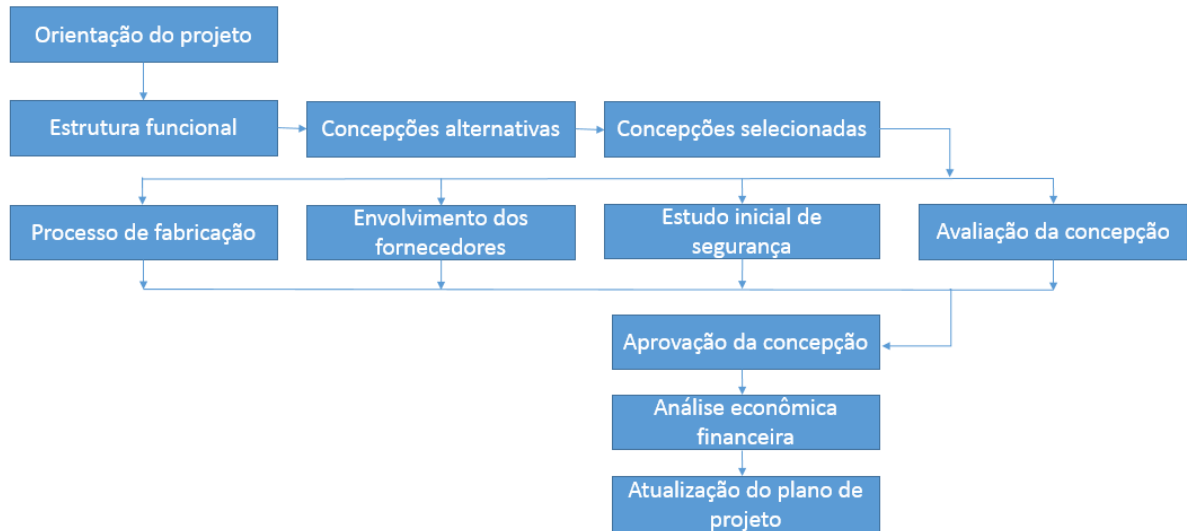 Orientação do projeto
Estrutura funcional
Concepções alternativas
Concepções selecionadas
Processo de fabricação
Envolvimento dos
fornecedores
Estudo inicial de
segurança
Avaliação da concepção
Aprovação da concepção
Análise econômica
financeira
Atualização do plano de
projeto